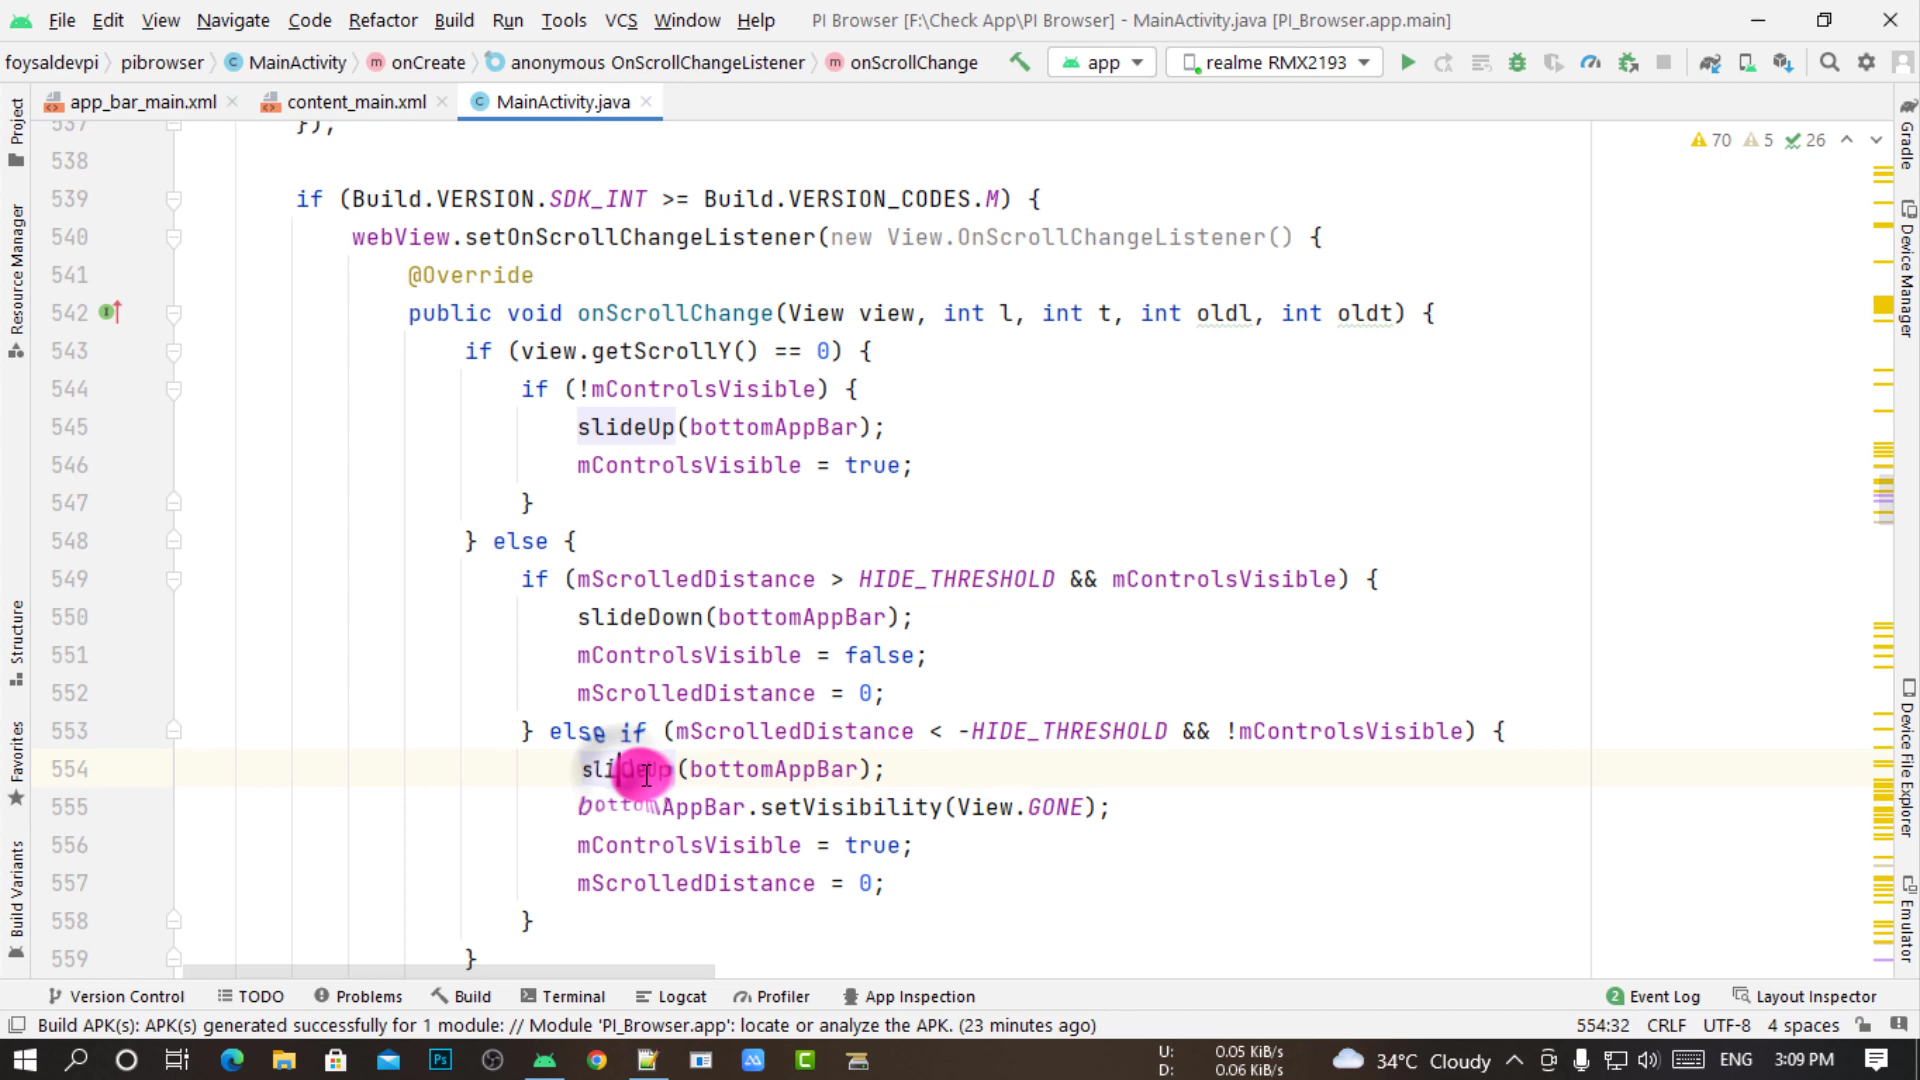 File Edit View Navigate Code Refactor Build Run Tools VCS Window Help PI Browser [F:\Check App\PI Browser] - MainActivity.java [PI_Browser.app.main]
foysaldevpi pibrowser MainActivity onCreate anonymous OnScrollChangeListener onScrollChange app realme RMX2193
app_bar_main.xml content_main.xml MainActivity.java
537 });
70 5 26
538
539 if (Build.VERSION.SDK_INT >= Build.VERSION_CODES.M) {
540 webView.setOnScrollChangeListener(new View.OnScrollChangeListener() {
541 @Override
542 public void onScrollChange(View view, int l, int t, int oldl, int oldt) {
543 if (view.getScrollY() == 0) {
544 if (!mControlsVisible) {
545 slideUp(bottomAppBar);
546 mControlsVisible = true;
547 }
548 } else {
549 if (mScrolledDistance > HIDE_THRESHOLD && mControlsVisible) {
550 slideDown(bottomAppBar);
551 mControlsVisible = false;
552 mScrolledDistance = 0;
553 } else if (mScrolledDistance < -HIDE_THRESHOLD && !mControlsVisible) {
554 slideUp(bottomAppBar);
555 bottomAppBar.setVisibility(View.GONE);
556 mControlsVisible = true;
557 mScrolledDistance = 0;
558 }
559 }
Project
Resource Manager
Structure
Favorites
Build Variants
Gradle
Device Manager
Device File Explorer
Emulator
Version Control TODO Problems Build Terminal Logcat Profiler App Inspection 2 Event Log Layout Inspector
Build APK(s): APK(s) generated successfully for 1 module: // Module 'PI_Browser.app': locate or analyze the APK. (23 minutes ago) 554:32 CRLF UTF-8 4 spaces
Ps C U: 0.05 KiB/s 34°C Cloudy ENG 3:09 PM
D: 0.06 KiB/s